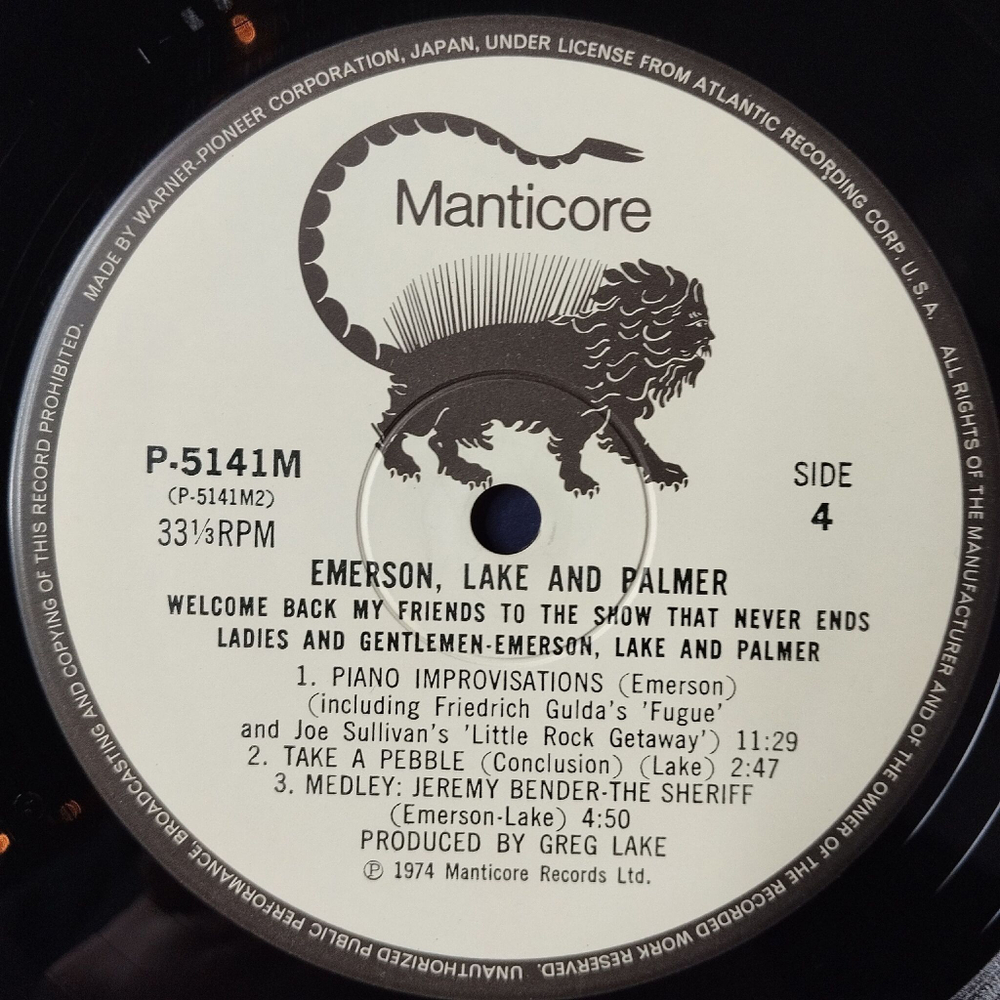 MADE BY WARNER-PIONEER CORPORATION, JAPAN, UNDER LICENSE FROM ATLANTIC RECORDING CORP. U.S.A. ALL RIGHTS OF THE MANUFACTURER AND OF THE OWNER OF THE RECORDED WORK RESERVED. UNAUTHORIZED PUBLIC PERFORMANCE, BROADCASTING AND COPYING OF THIS RECORD PROHIBITED.
Manticore
P-5141M
(P-5141M2)
33⅓RPM
SIDE
4
EMERSON, LAKE AND PALMER
WELCOME BACK MY FRIENDS TO THE SHOW THAT NEVER ENDS
LADIES AND GENTLEMEN-EMERSON, LAKE AND PALMER
1. PIANO IMPROVISATIONS (Emerson)
(including Friedrich Gulda's 'Fugue'
and Joe Sullivan's 'Little Rock Getaway') 11:29
2. TAKE A PEBBLE (Conclusion) (Lake) 2:47
3. MEDLEY: JEREMY BENDER-THE SHERIFF
(Emerson-Lake) 4:50
PRODUCED BY GREG LAKE
℗ 1974 Manticore Records Ltd.